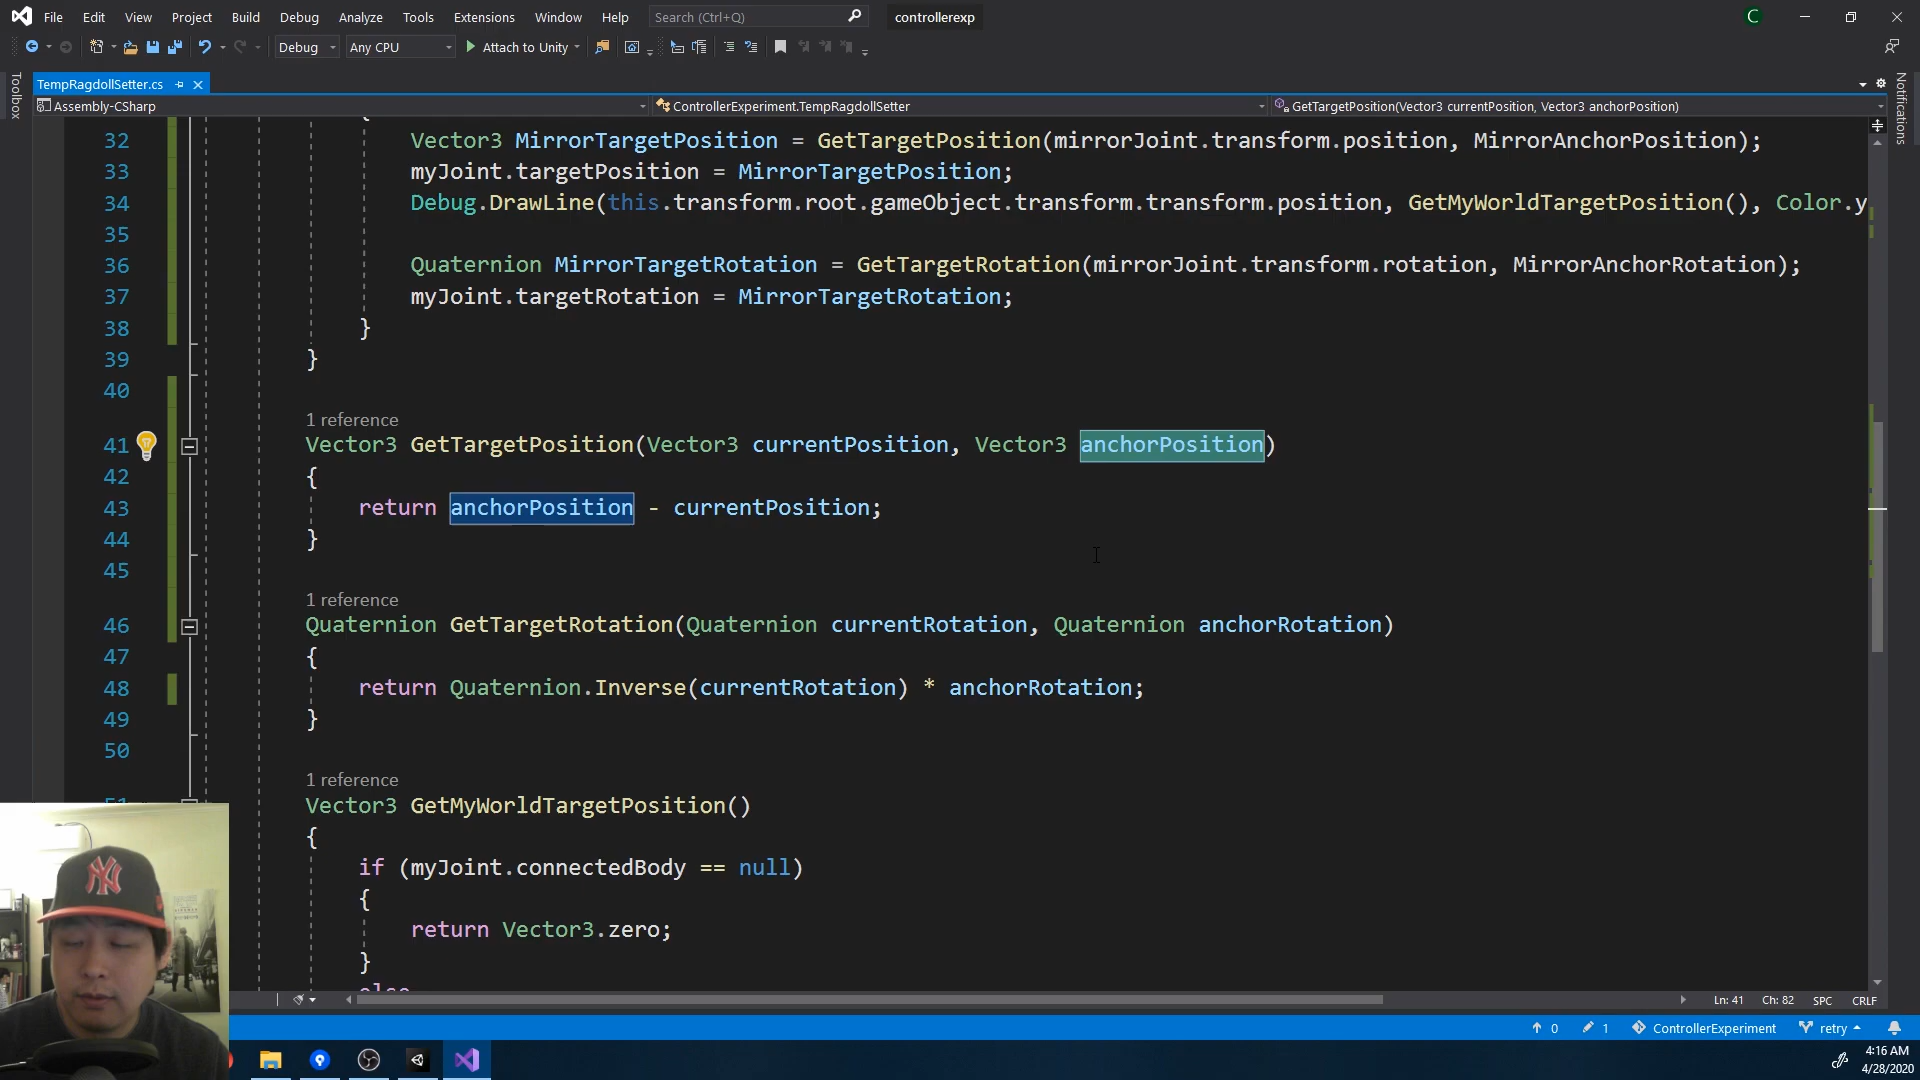 File Edit View Project Build Debug Analyze Tools Extensions Window Help Search (Ctrl+Q) controllerexp C
Debug Any CPU Attach to Unity
Toolbox
TempRagdollSetter.cs
Notifications
Assembly-CSharp ControllerExperiment.TempRagdollSetter GetTargetPosition(Vector3 currentPosition, Vector3 anchorPosition)
32 Vector3 MirrorTargetPosition = GetTargetPosition(mirrorJoint.transform.position, MirrorAnchorPosition);
33 myJoint.targetPosition = MirrorTargetPosition;
34 Debug.DrawLine(this.transform.root.gameObject.transform.transform.position, GetMyWorldTargetPosition(), Color.y
35
36 Quaternion MirrorTargetRotation = GetTargetRotation(mirrorJoint.transform.rotation, MirrorAnchorRotation);
37 myJoint.targetRotation = MirrorTargetRotation;
38 }
39 }
40
1 reference
41 Vector3 GetTargetPosition(Vector3 currentPosition, Vector3 anchorPosition)
42 {
43 return anchorPosition - currentPosition;
44 }
45
1 reference
46 Quaternion GetTargetRotation(Quaternion currentRotation, Quaternion anchorRotation)
47 {
48 return Quaternion.Inverse(currentRotation) * anchorRotation;
49 }
50
1 reference
Vector3 GetMyWorldTargetPosition()
{
if (myJoint.connectedBody == null)
{
return Vector3.zero;
}
else
Ln: 41 Ch: 82 SPC CRLF
0 1 ControllerExperiment retry
4:16 AM
4/28/2020